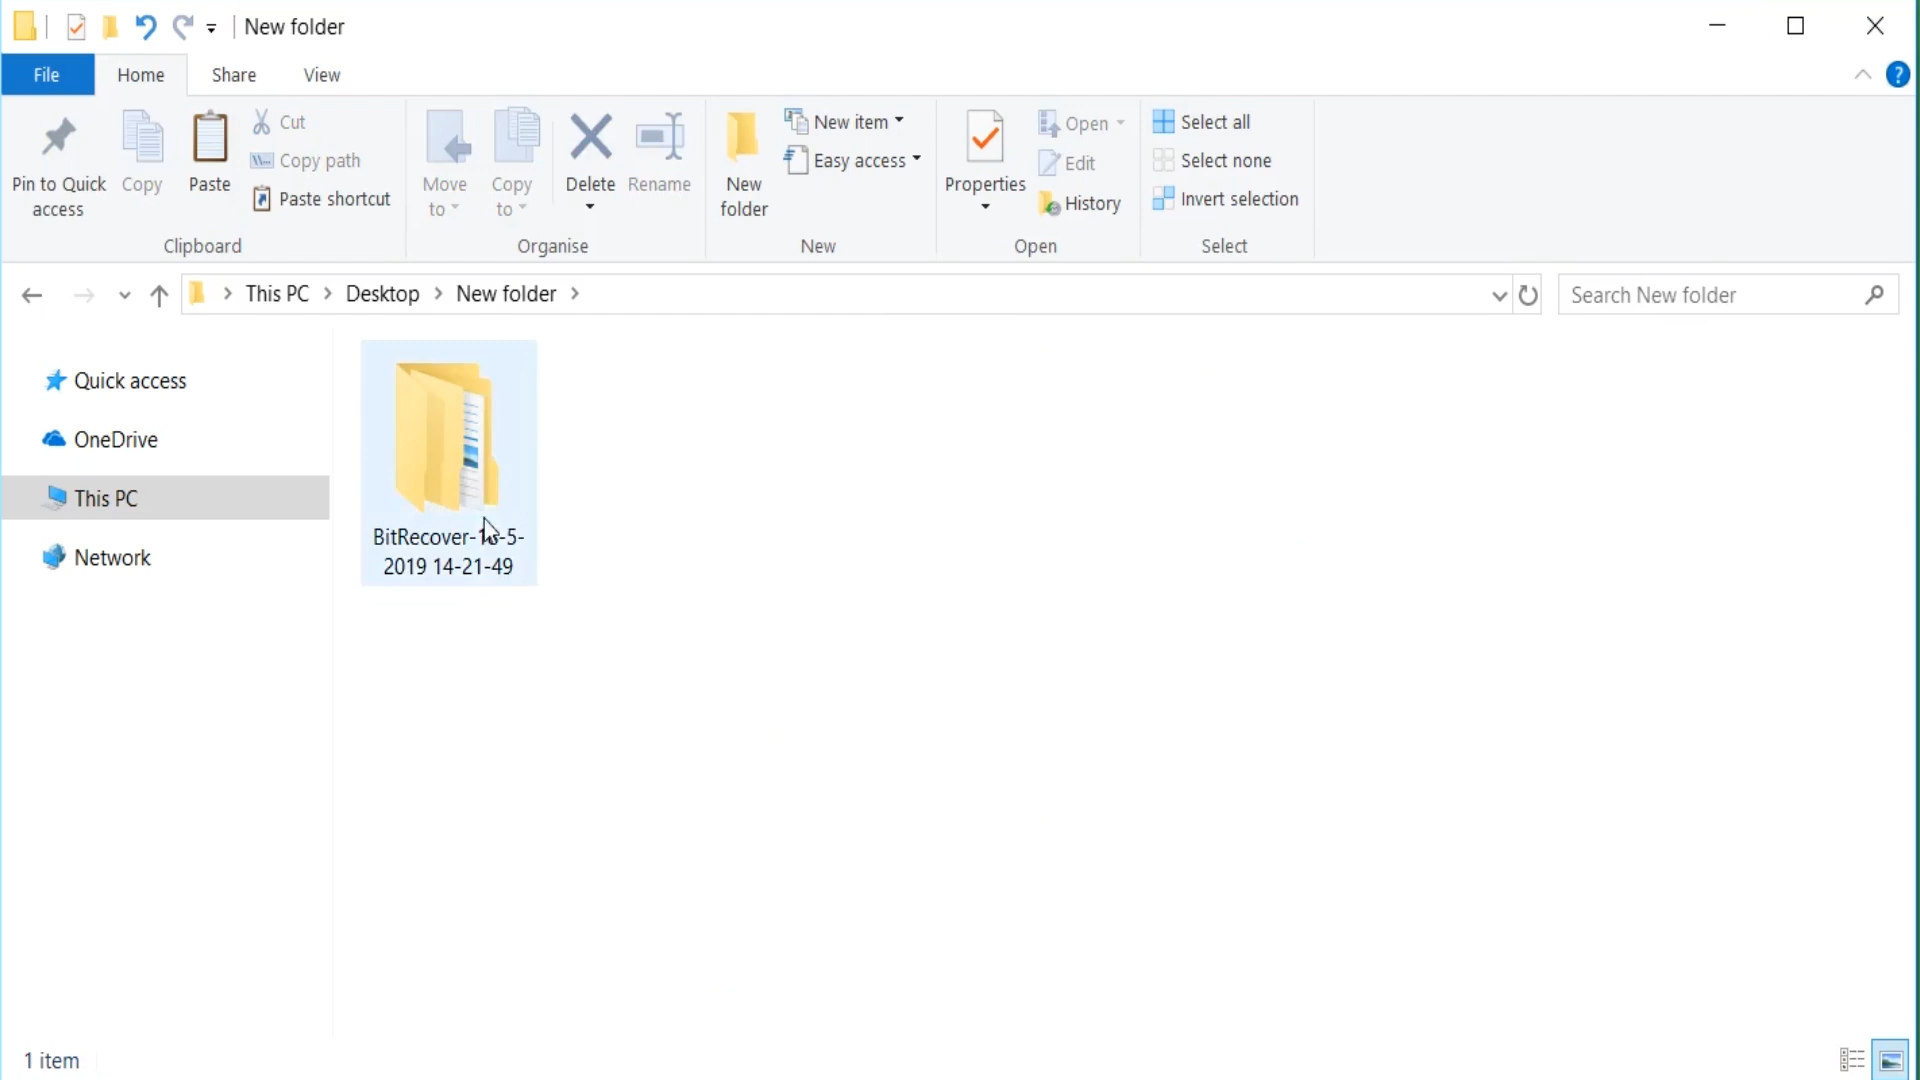 New folder
File Home Share View
Pin to Quick access
Copy
Paste
Cut
Copy path
Paste shortcut
Clipboard
Move to
Copy to
Delete
Rename
Organise
New folder
New item
Easy access
New
Properties
Open
Edit
History
Open
Select all
Select none
Invert selection
Select
This PC > Desktop > New folder >
Search New folder
Quick access
OneDrive
This PC
Network
BitRecover- -5-
2019 14-21-49
1 item